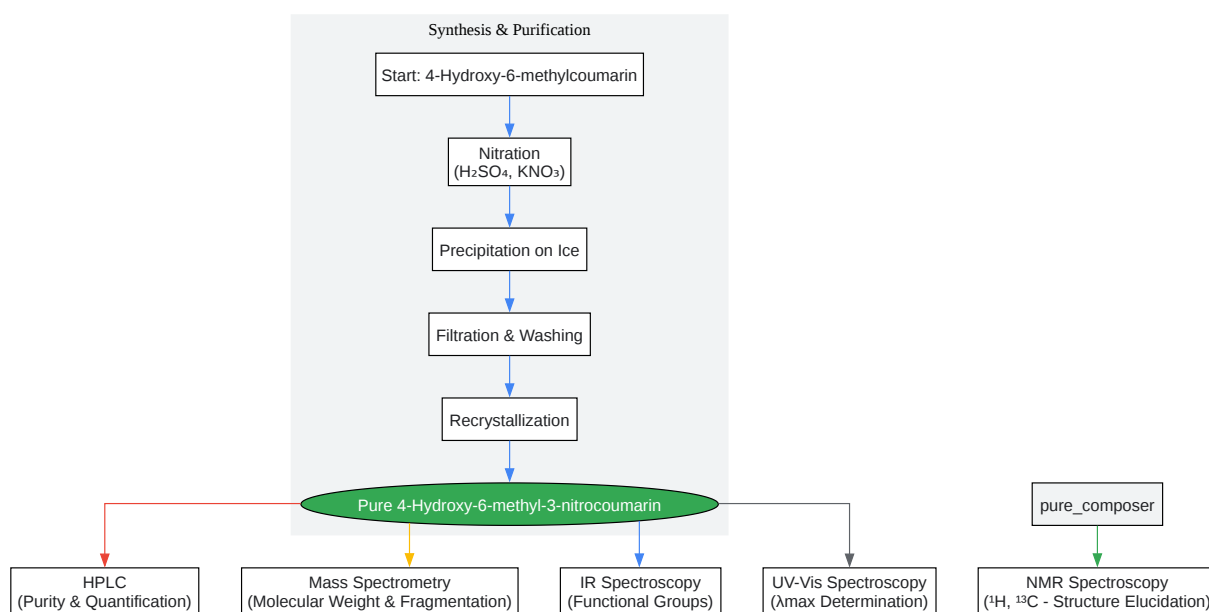 Synthesis & Purification
Start: 4-Hydroxy-6-methylcoumarin
Nitration
(H₂SO₄, KNO₃)
Precipitation on Ice
Filtration & Washing
Recrystallization
Pure 4-Hydroxy-6-methyl-3-nitrocoumarin
pure_composer
HPLC
(Purity & Quantification)
Mass Spectrometry
(Molecular Weight & Fragmentation)
IR Spectroscopy
(Functional Groups)
UV-Vis Spectroscopy
(λmax Determination)
NMR Spectroscopy
(¹H, ¹³C - Structure Elucidation)